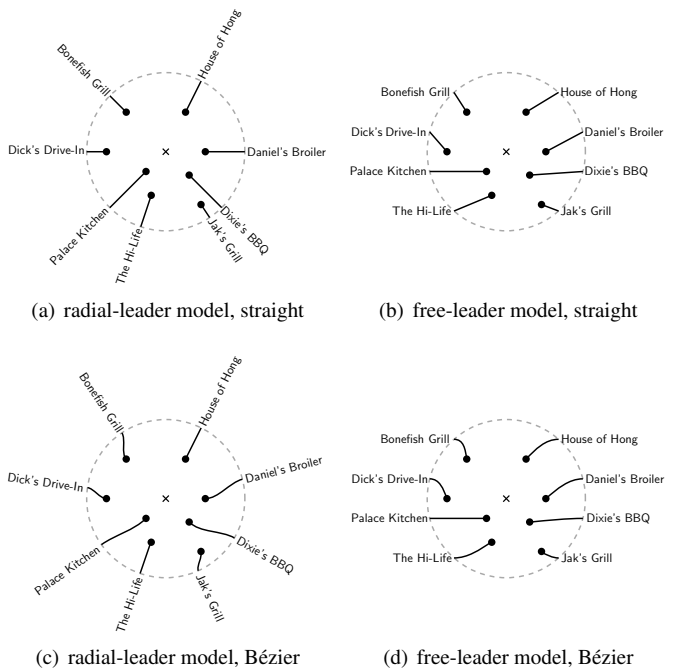 House of Hong
Bonefish Grill
Dick's Drive-In
Daniel's Broiler
Palace Kitchen
Dixie's BBQ
The Hi-Life
Jak's Grill
(a) radial-leader model, straight
Bonefish Grill
House of Hong
Dick's Drive-In
Daniel's Broiler
Palace Kitchen
Dixie's BBQ
The Hi-Life
Jak's Grill
(b) free-leader model, straight
House of Hong
Bonefish Grill
Dick's Drive-In
Daniel's Broiler
Palace Kitchen
Dixie's BBQ
The Hi-Life
Jak's Grill
(c) radial-leader model, Bézier
Bonefish Grill
House of Hong
Dick's Drive-In
Daniel's Broiler
Palace Kitchen
Dixie's BBQ
The Hi-Life
Jak's Grill
(d) free-leader model, Bézier